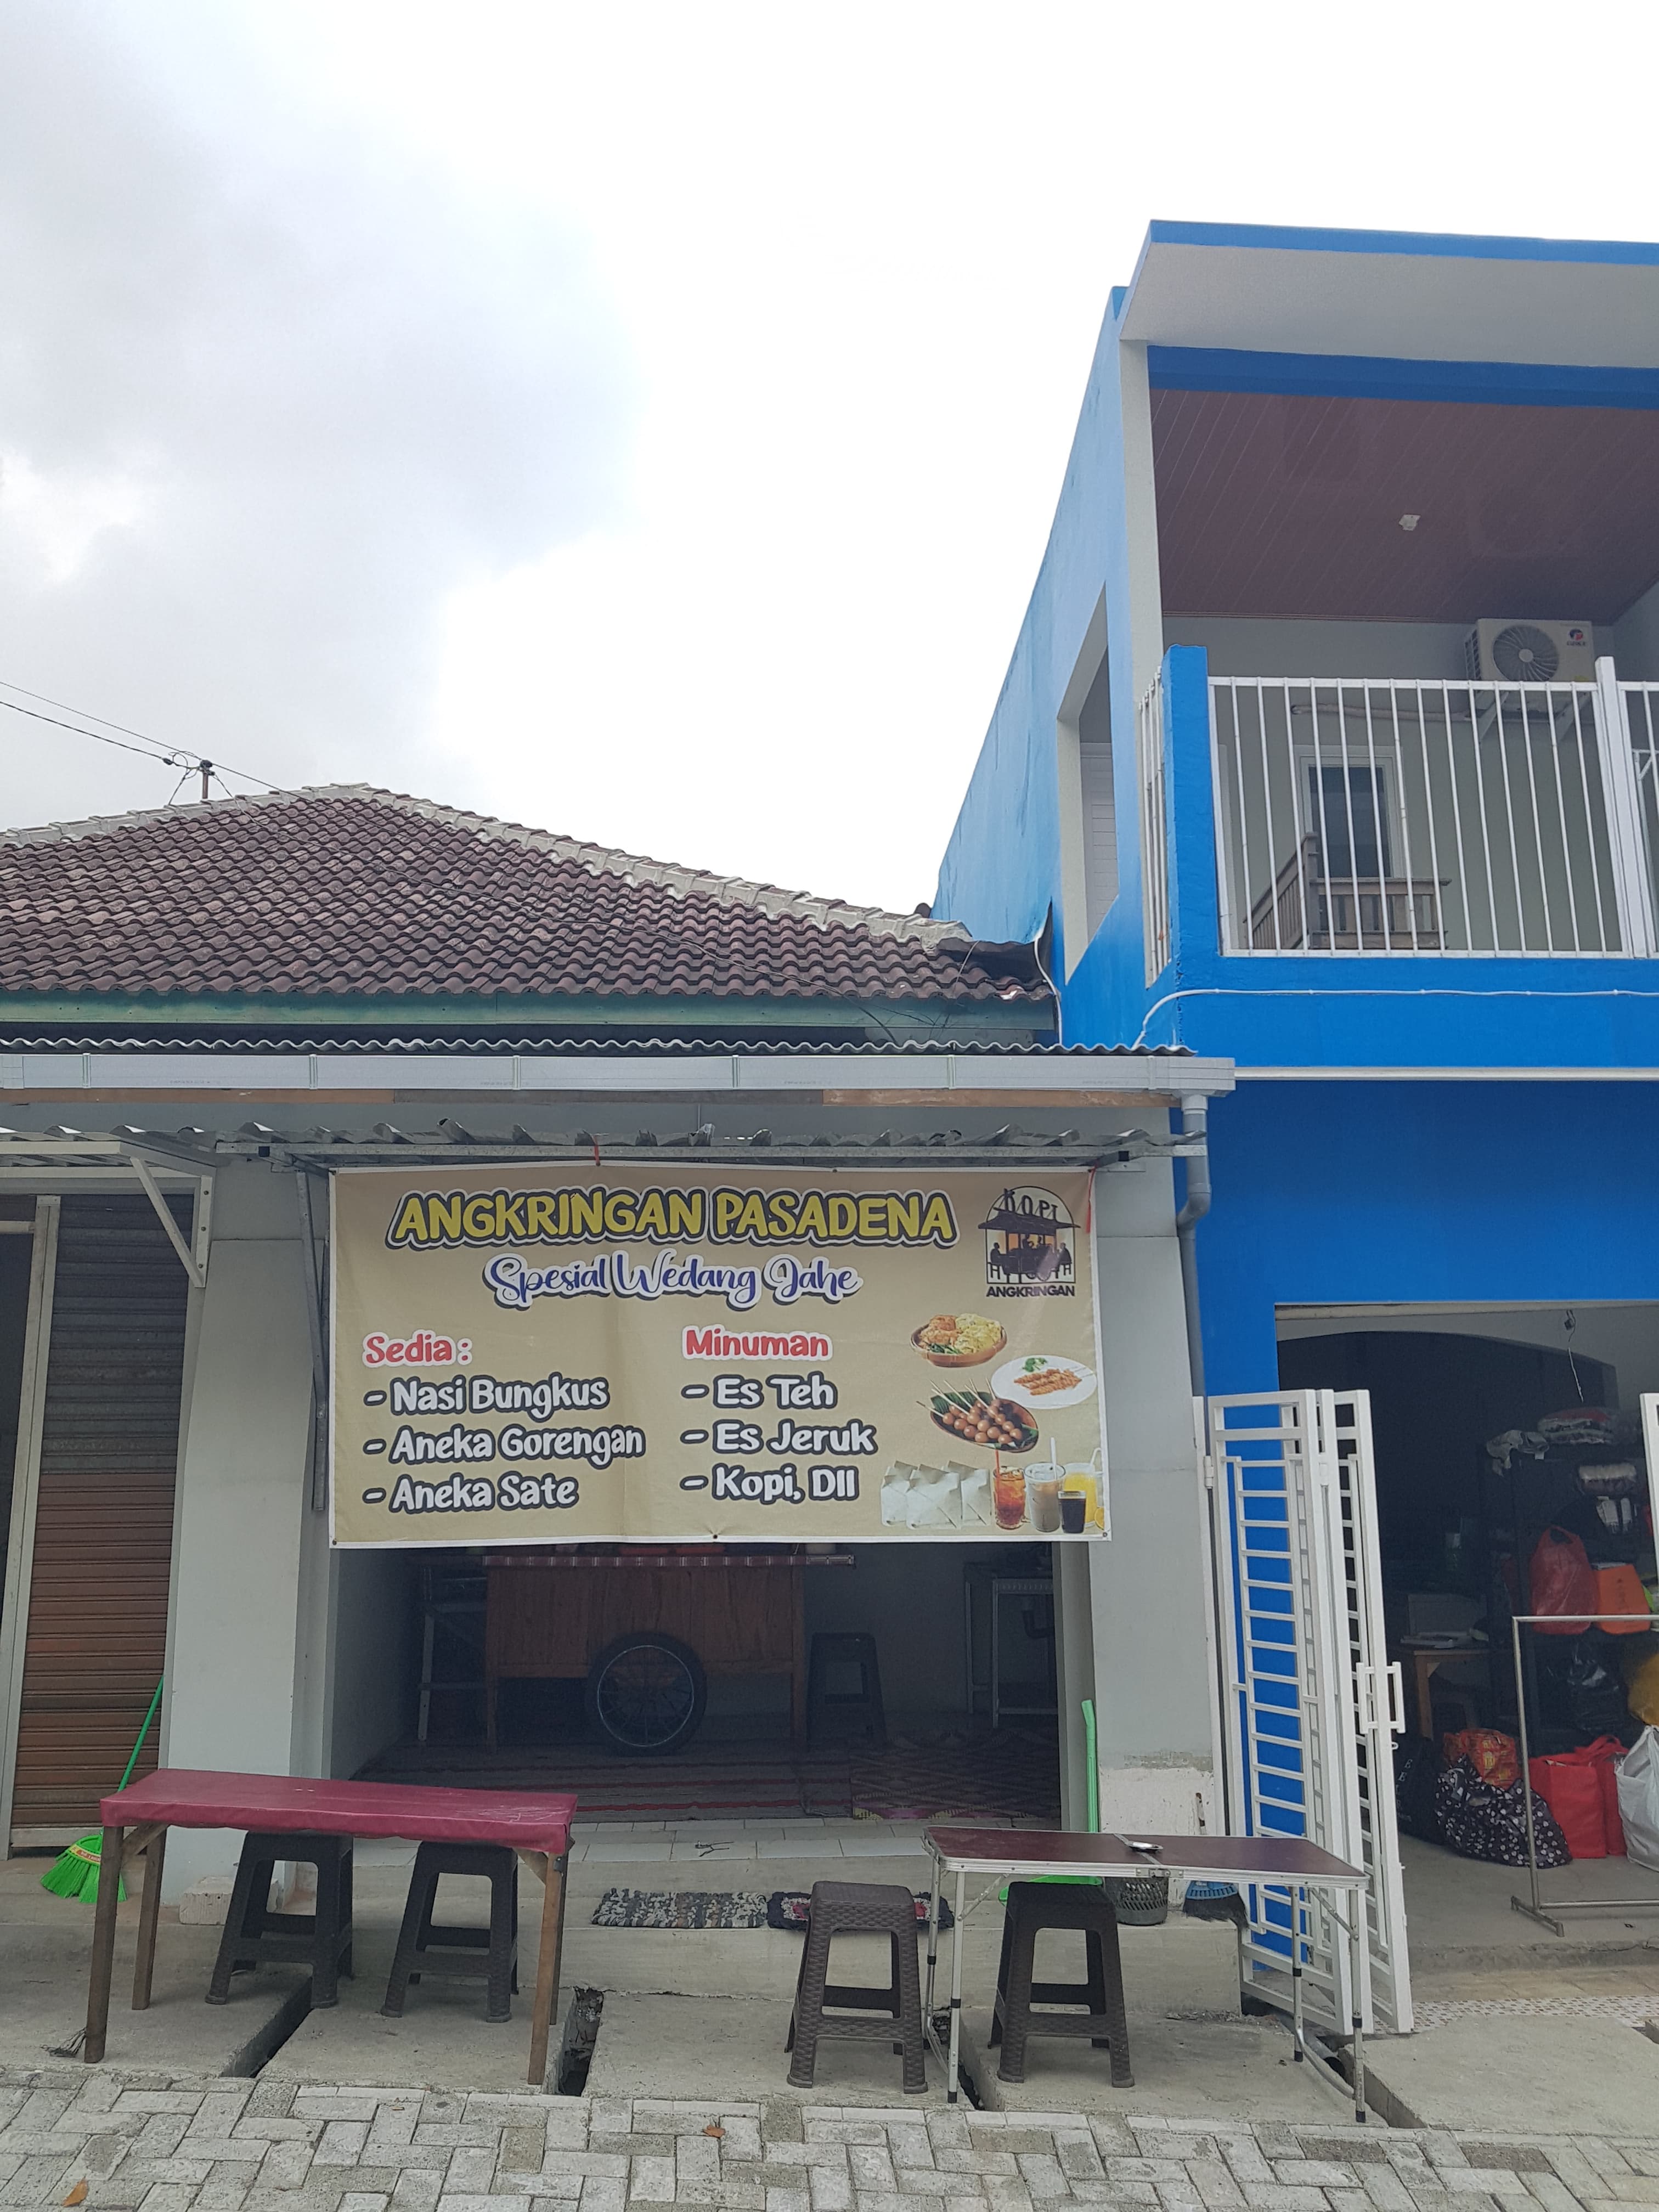 ANGKRINGAN PASADENA
Spesial Wedang Jahe
KOPI
ANGKRINGAN
Sedia :
- Nasi Bungkus
- Aneka Gorengan
- Aneka Sate
Minuman
- Es Teh
- Es Jeruk
- Kopi, Dll